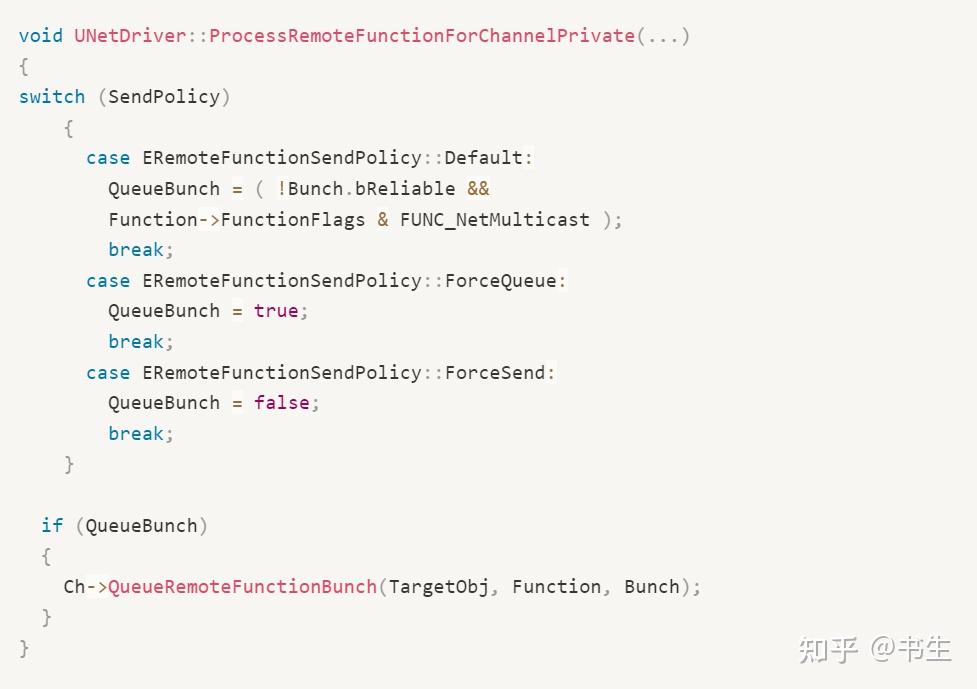 void UNetDriver::ProcessRemoteFunctionForChannelPrivate(...)
{
switch (SendPolicy)
    {
      case ERemoteFunctionSendPolicy::Default:
        QueueBunch = ( !Bunch.bReliable &&
        Function->FunctionFlags & FUNC_NetMulticast );
        break;
      case ERemoteFunctionSendPolicy::ForceQueue:
        QueueBunch = true;
        break;
      case ERemoteFunctionSendPolicy::ForceSend:
        QueueBunch = false;
        break;
    }
  if (QueueBunch)
  {
    Ch->QueueRemoteFunctionBunch(TargetObj, Function, Bunch);
  }
}
知乎 @书生